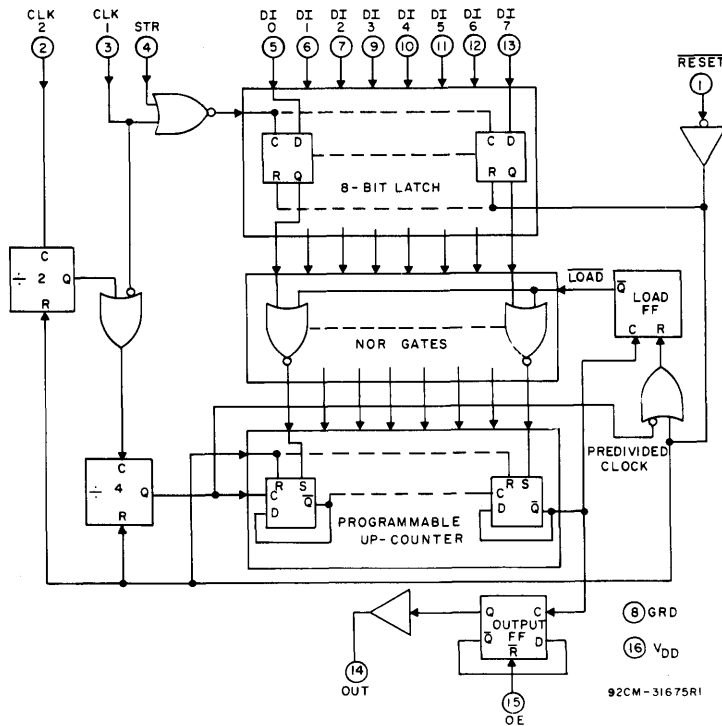 CLK 2
CLK 1
STR
DI 0
DI 1
DI 2
DI 3
DI 4
DI 5
DI 6
DI 7
2
3
4
5
6
7
9
10
11
12
13
RESET
1
C D
R Q
C D
R Q
8-BIT LATCH
C
÷ 2 Q
R
LOAD
Q
LOAD
FF
C R
NOR GATES
PREDIVIDED
CLOCK
C
÷ 4 Q
R
R S
C
D
Q
R S
C
D
Q
PROGRAMMABLE
UP-COUNTER
Q C
OUTPUT
Q FF D
R
8 GRD
16 VDD
14
OUT
15
OE
92CM-31675R1